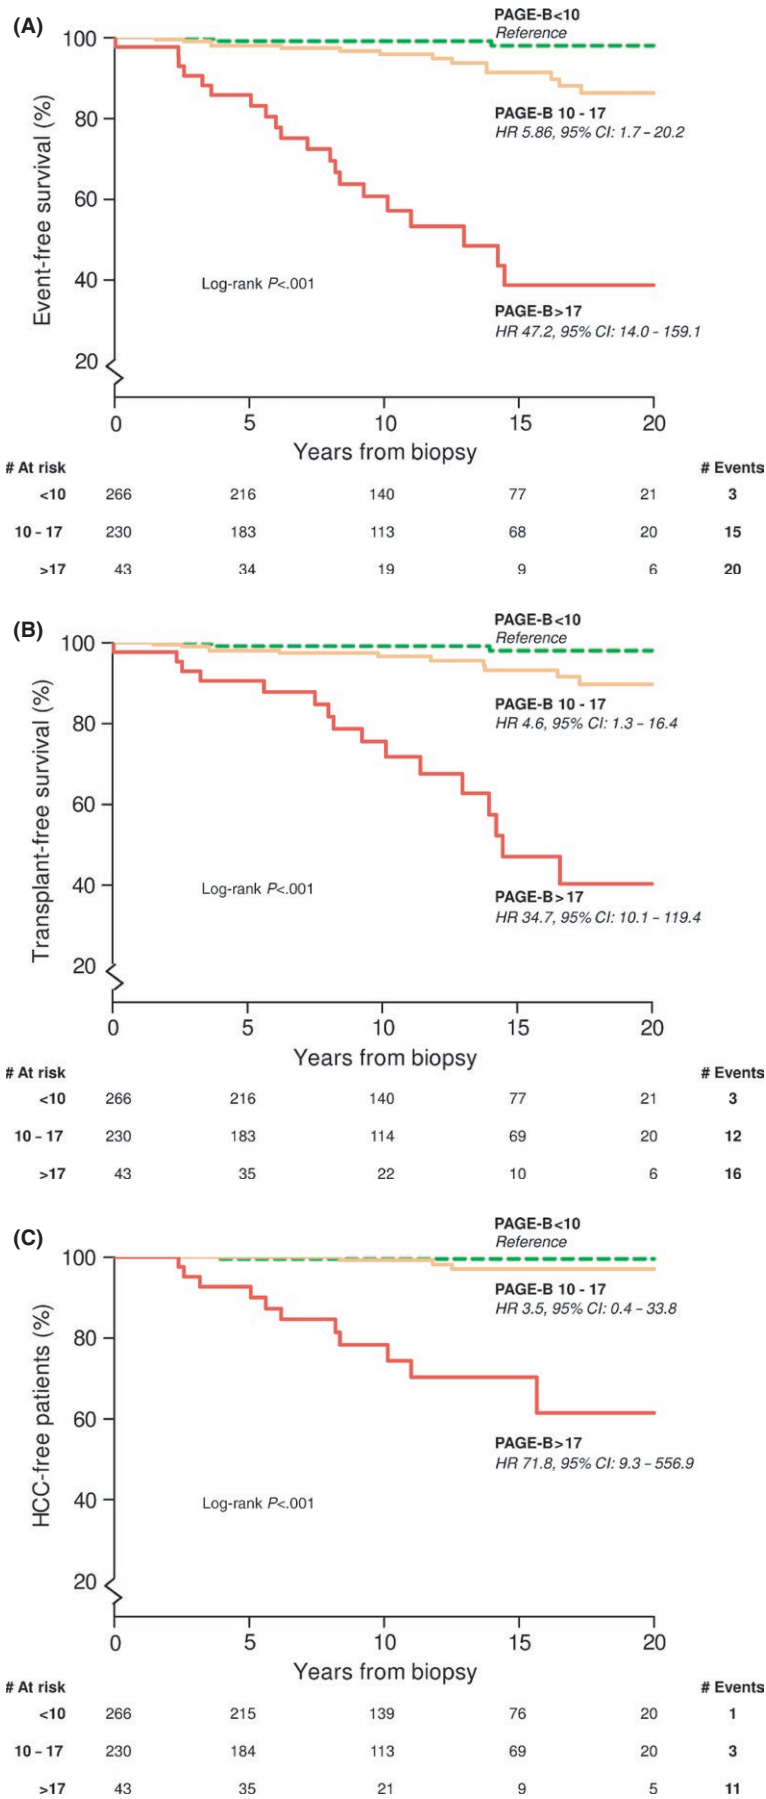 (A)
PAGE-B<10
Reference
100
80
60
40
20
Event-free survival (%)
PAGE-B 10 - 17
HR 5.86, 95% CI: 1.7 - 20.2
Log-rank P<.001
PAGE-B>17
HR 47.2, 95% CI: 14.0 - 159.1
0 5 10 15 20
Years from biopsy
# At risk # Events
<10 266 216 140 77 21 3
10 - 17 230 183 113 68 20 15
>17 43 34 19 9 6 20
(B)
PAGE-B<10
Reference
100
80
60
40
20
Transplant-free survival (%)
PAGE-B 10 - 17
HR 4.6, 95% CI: 1.3 - 16.4
Log-rank P<.001
PAGE-B>17
HR 34.7, 95% CI: 10.1 - 119.4
0 5 10 15 20
Years from biopsy
# At risk # Events
<10 266 216 140 77 21 3
10 - 17 230 183 114 69 20 12
>17 43 35 22 10 6 16
(C)
PAGE-B<10
Reference
100
80
60
40
20
HCC-free patients (%)
PAGE-B 10 - 17
HR 3.5, 95% CI: 0.4 - 33.8
PAGE-B>17
HR 71.8, 95% CI: 9.3 - 556.9
Log-rank P<.001
0 5 10 15 20
Years from biopsy
# At risk # Events
<10 266 215 139 76 20 1
10 - 17 230 184 113 69 20 3
>17 43 35 21 9 5 11